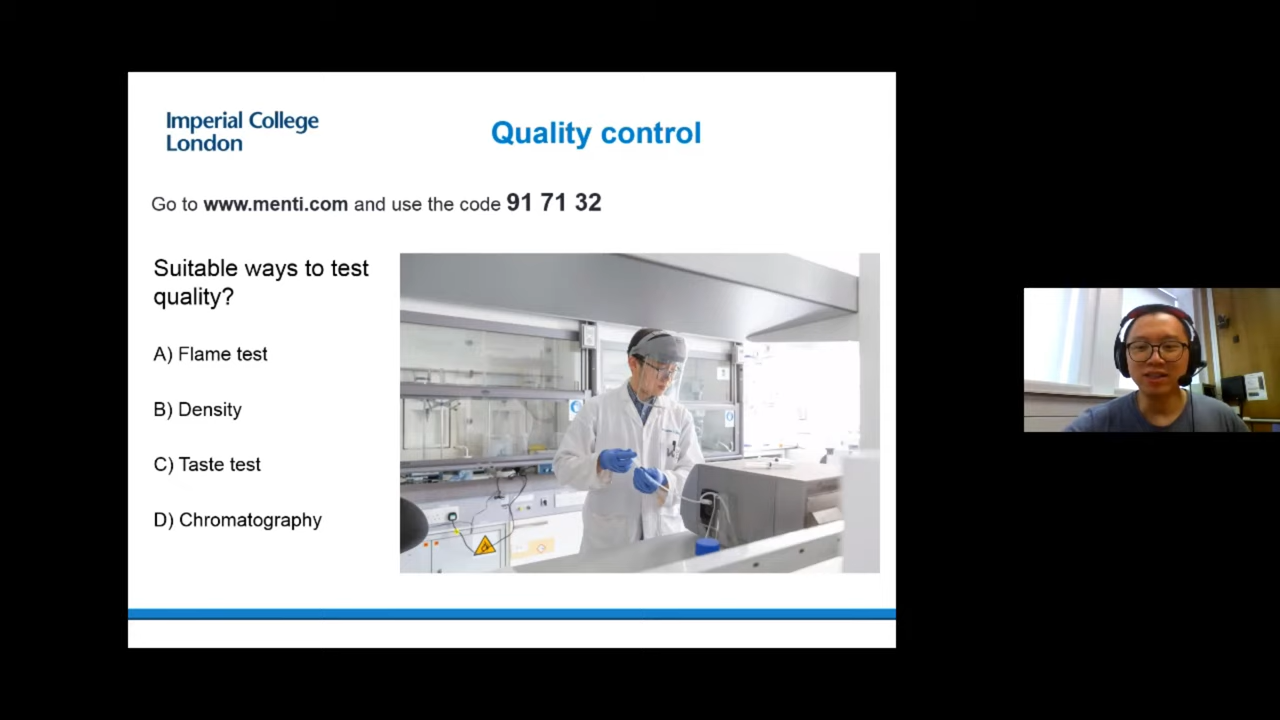 Imperial College
London
Quality control
Go to www.menti.com and use the code 91 71 32
Suitable ways to test
quality?
A) Flame test
B) Density
C) Taste test
D) Chromatography